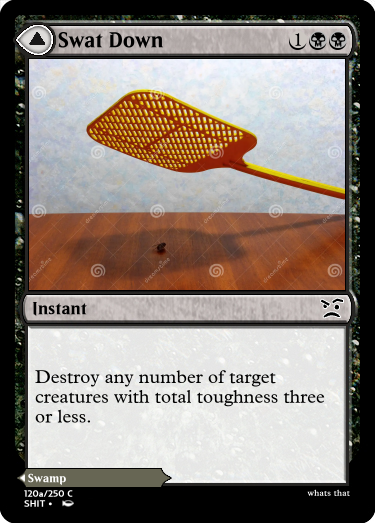 Swat Down
1
Instant
Destroy any number of target
creatures with total toughness three
or less.
Swamp
120a/250 C
SHIT •
whats that